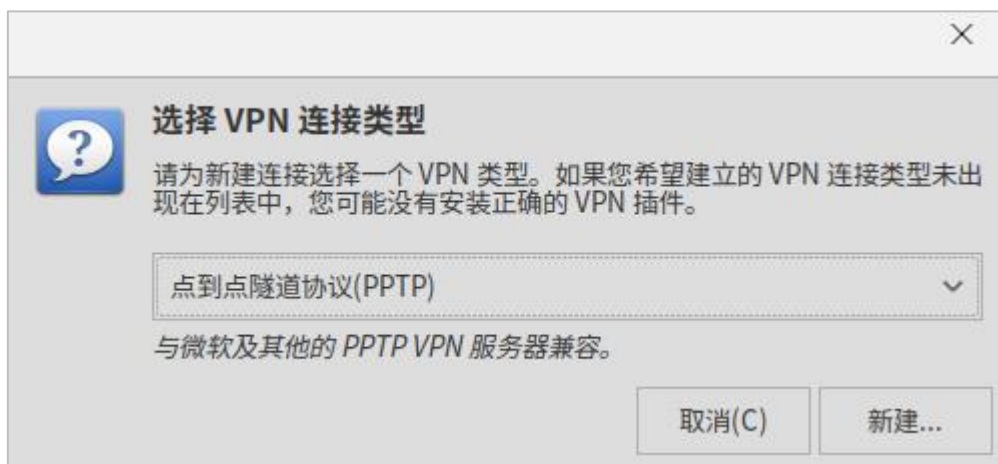 选择 VPN 连接类型
请为新建连接选择一个 VPN 类型。如果您希望建立的 VPN 连接类型未出
现在列表中，您可能没有安装正确的 VPN 插件。
点到点隧道协议(PPTP)
与微软及其他的 PPTP VPN 服务器兼容。
取消(C) 新建...